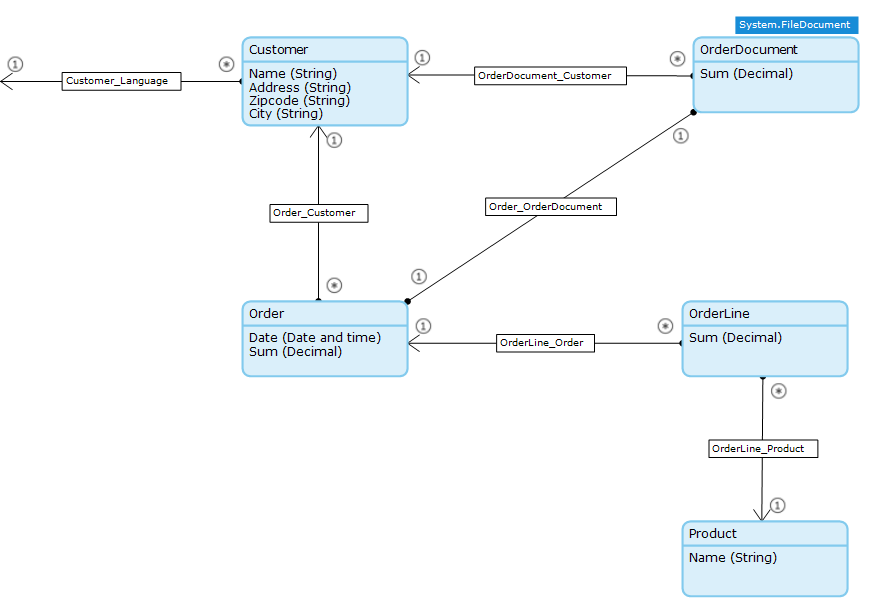 System.FileDocument
Customer
Name (String)
Address (String)
Zipcode (String)
City (String)
OrderDocument
Sum (Decimal)
1
Customer_Language
*
1
OrderDocument_Customer
*
1
1
Order_Customer
*
Order_OrderDocument
1
Order
Date (Date and time)
Sum (Decimal)
1
OrderLine_Order
*
OrderLine
Sum (Decimal)
*
OrderLine_Product
1
Product
Name (String)